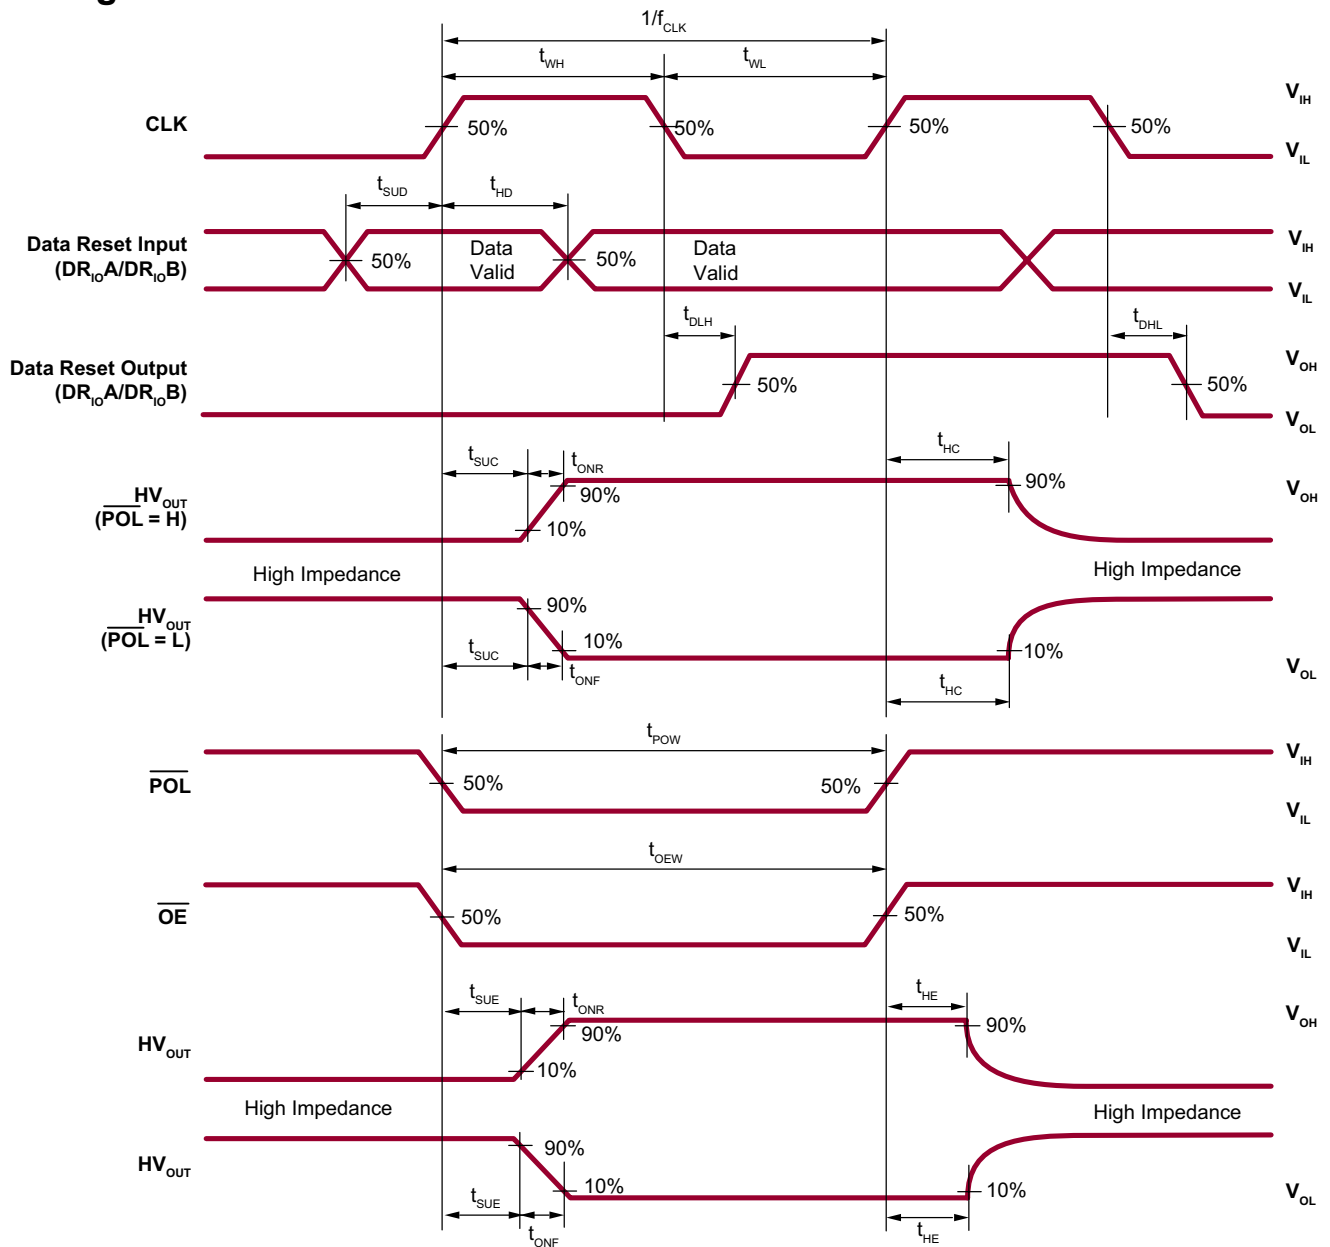 1/fCLK
tWH tWL
CLK 50% 50% 50% 50% VIH
VIL
tSUD tHD
Data Reset Input
(DRIOA/DRIOB) 50% Data
Valid 50% Data
Valid VIH
VIL
tDLH tDHL
Data Reset Output
(DRIOA/DRIOB) 50% 50% VOH
VOL
tSUC tONR tHC
HVOUT
(POL = H) 90% 10% 90% VOH
High Impedance High Impedance
HVOUT
(POL = L) 90% 10% 10%
tSUC tONF tHC VOL
tPOW
POL 50% 50% VIH
VIL
tOEW
OE 50% 50% VIH
VIL
tSUE tONR tHE
HVOUT 90% 10% 90% VOH
High Impedance High Impedance
HVOUT 90% 10% 10% VOL
tSUE tONF tHE